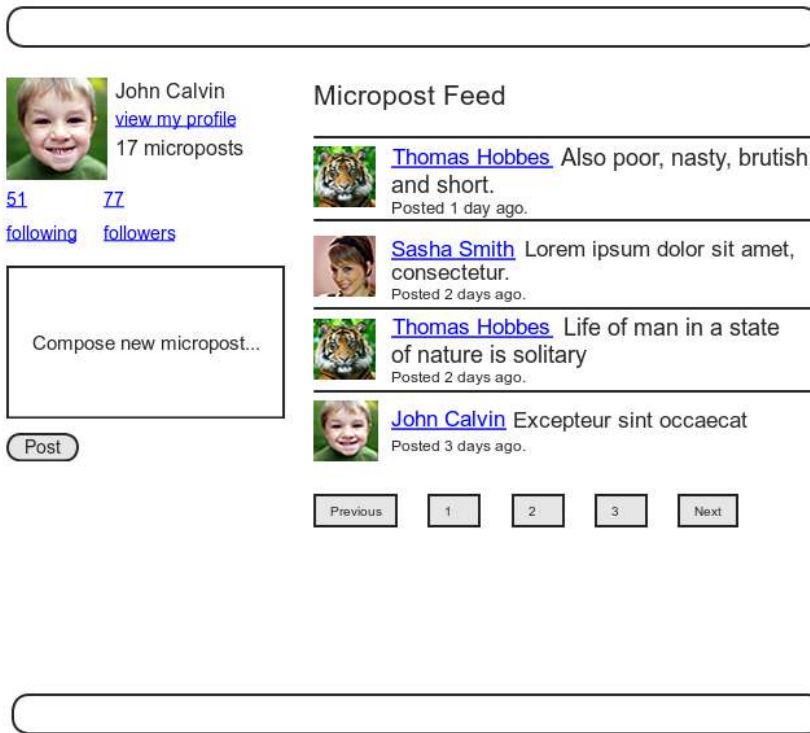 John Calvin
view my profile
17 microposts
51 77
following followers
Compose new micropost...
Post
Micropost Feed
Thomas Hobbes Also poor, nasty, brutish
and short.
Posted 1 day ago.
Sasha Smith Lorem ipsum dolor sit amet,
consectetur.
Posted 2 days ago.
Thomas Hobbes Life of man in a state
of nature is solitary
Posted 2 days ago.
John Calvin Excepteur sint occaecat
Posted 3 days ago.
Previous 1 2 3 Next